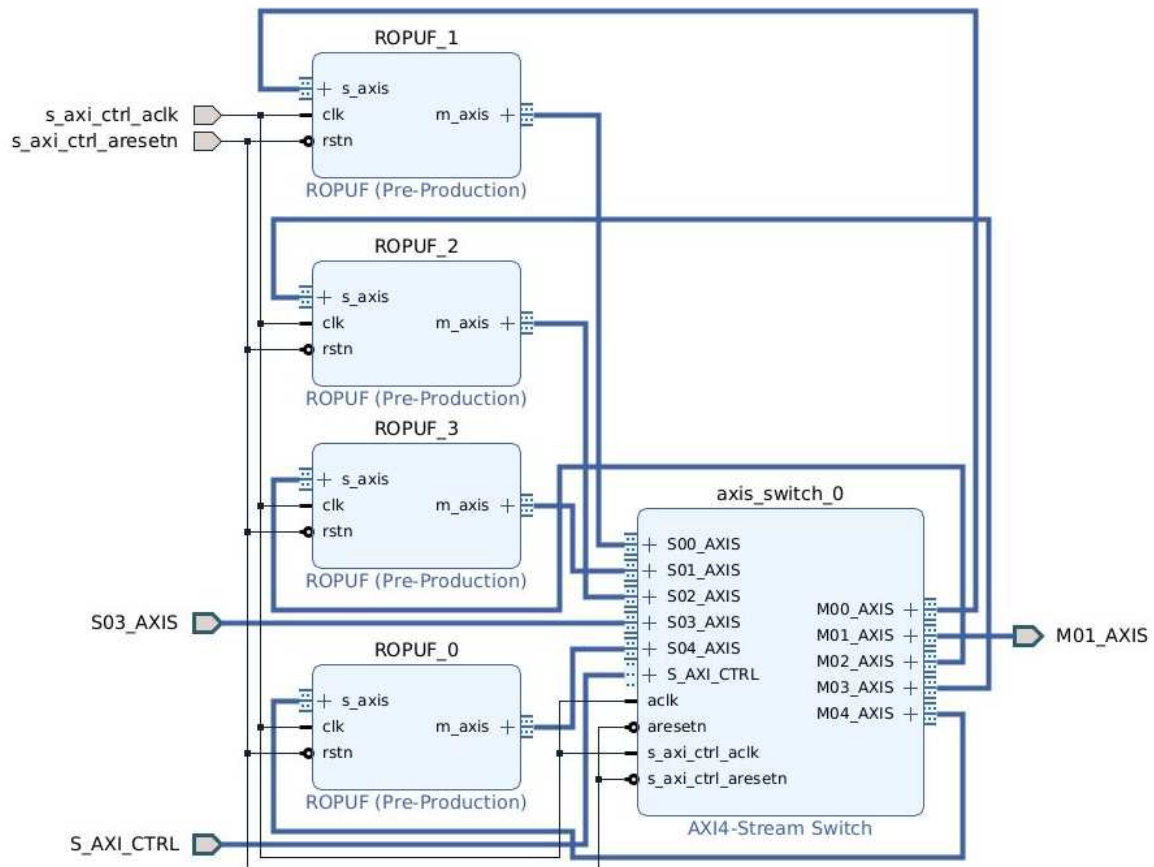 ROPUF_1
+ s_axis
s_axi_ctrl_aclk
clk
m_axis +
s_axi_ctrl_aresetn
rstn
ROPUF (Pre-Production)
ROPUF_2
+ s_axis
clk
m_axis +
rstn
ROPUF (Pre-Production)
ROPUF_3
+ s_axis
clk
m_axis +
rstn
ROPUF (Pre-Production)
axis_switch_0
+ S00_AXIS
+ S01_AXIS
+ S02_AXIS
+ S03_AXIS
+ S04_AXIS
+ S_AXI_CTRL
aclk
aresetn
s_axi_ctrl_aclk
s_axi_ctrl_aresetn
M00_AXIS +
M01_AXIS +
M02_AXIS +
M03_AXIS +
M04_AXIS +
AXI4-Stream Switch
S03_AXIS
M01_AXIS
ROPUF_0
+ s_axis
clk
m_axis +
rstn
ROPUF (Pre-Production)
S_AXI_CTRL